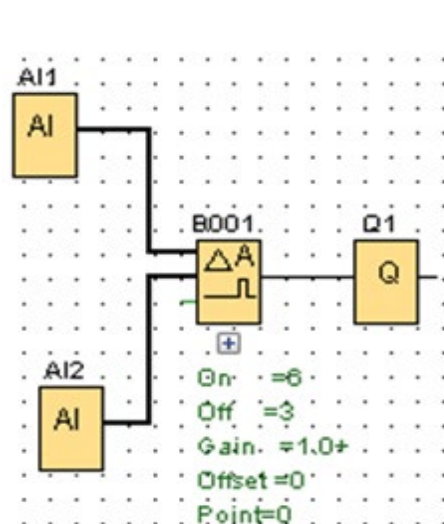 AI1
AI
B001
Q1
ΔA
Q
AI2
AI
On =6
Off =3
Gain =1.0+
Offset =0
Point=0